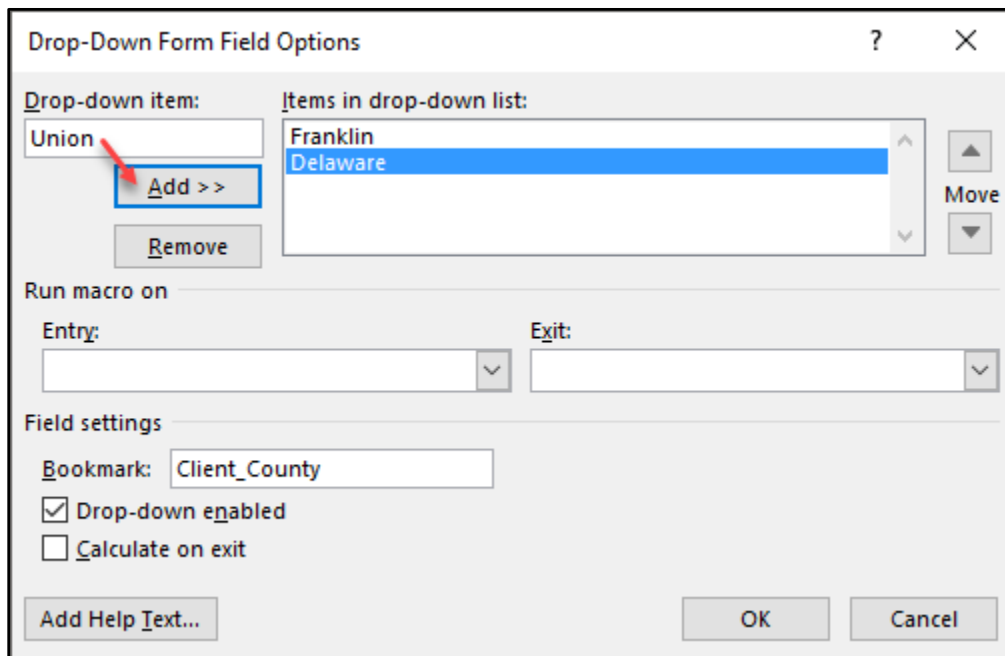 Drop-Down Form Field Options ?
Drop-down item: Items in drop-down list:
Union Franklin
Delaware
Add >>
Move
Remove
Run macro on
Entry: Exit:
Field settings
Bookmark: Client_County
Drop-down enabled
Calculate on exit
Add Help Text... OK Cancel